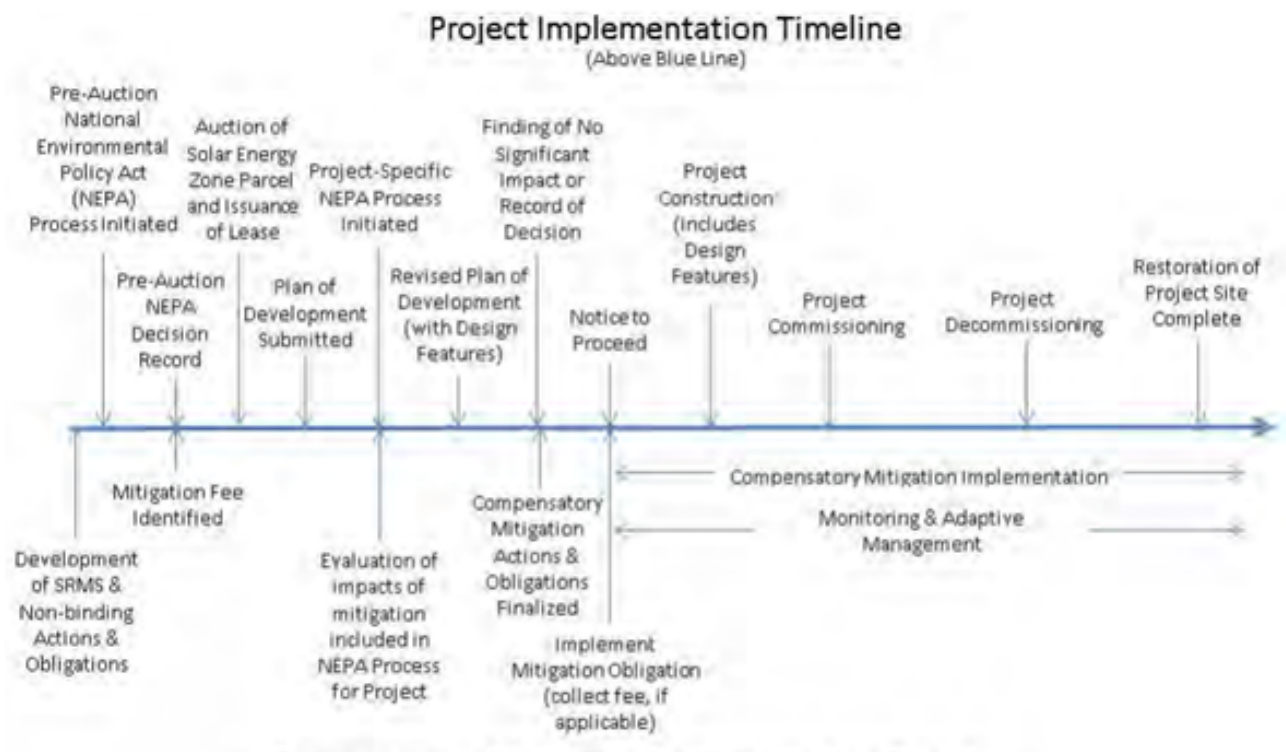 Project Implementation Timeline
(Above Blue Line)
Pre-Auction
National
Environmental
Policy Act
(NEPA)
Process Initiated
Pre-Auction
NEPA
Decision
Record
Auction of
Solar Energy
Zone Parcel
and Issuance
of Lease
Plan of
Development
Submitted
Project-Specific
NEPA Process
Initiated
Revised Plan of
Development
(with Design
Features)
Finding of No
Significant
Impact or
Record of
Decision
Notice to
Proceed
Project
Construction
(includes
Design
Features)
Project
Commissioning
Project
Decommissioning
Restoration of
Project Site
Complete
Development
of SRMS &
Non-binding
Actions &
Obligations
Mitigation Fee
Identified
Evaluation of
impacts of
mitigation
included in
NEPA Process
for Project
Compensatory
Mitigation
Actions &
Obligations
Finalized
Implement
Mitigation Obligation
(collect fee, if
applicable)
Compensatory Mitigation Implementation
Monitoring & Adaptive
Management